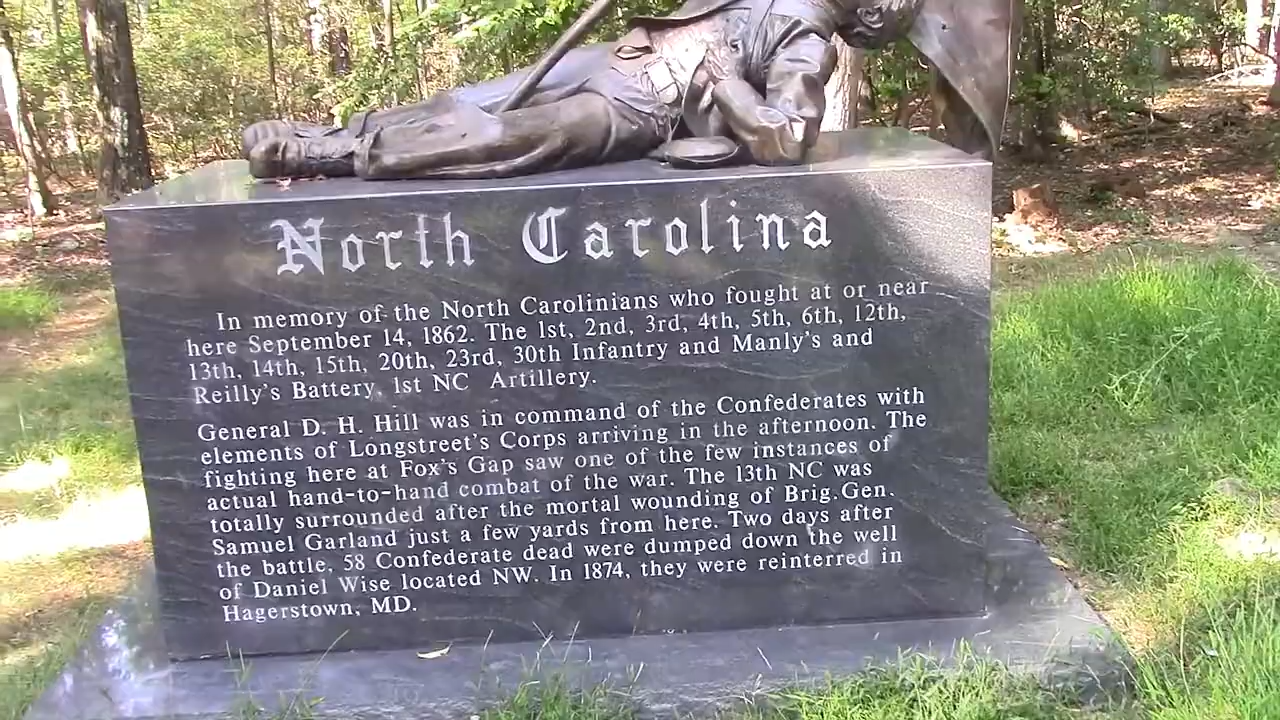 North Carolina
In memory of the North Carolinians who fought at or near
here September 14, 1862. The 1st, 2nd, 3rd, 4th, 5th, 6th, 12th,
13th, 14th, 15th, 20th, 23rd, 30th Infantry and Manly's and
Reilly's Battery, 1st NC Artillery.
General D. H. Hill was in command of the Confederates with
elements of Longstreet's Corps arriving in the afternoon. The
fighting here at Fox's Gap saw one of the few instances of
actual hand-to-hand combat of the war. The 13th NC was
totally surrounded after the mortal wounding of Brig.Gen.
Samuel Garland just a few yards from here. Two days after
the battle, 58 Confederate dead were dumped down the well
of Daniel Wise located NW. In 1874, they were reinterred in
Hagerstown, MD.